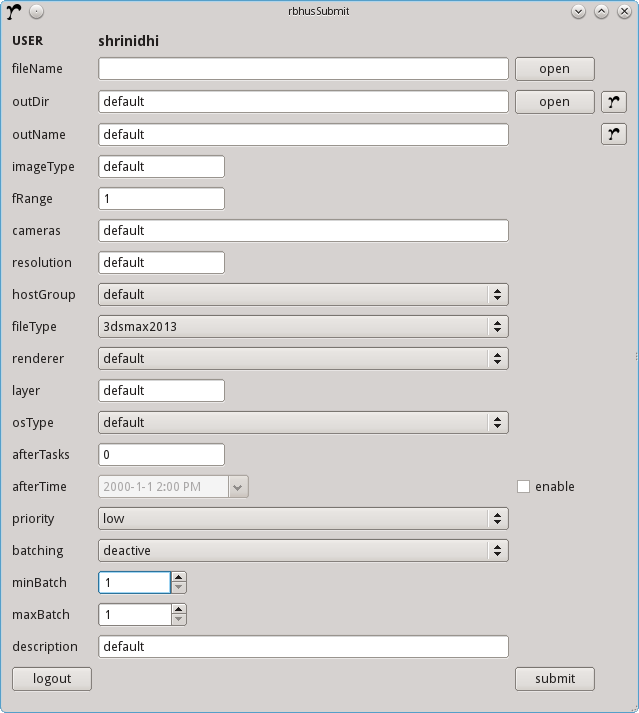 rbhusSubmit
USER shrinidhi
fileName open
outDir default open
outName default
imageType default
fRange 1
cameras default
resolution default
hostGroup default
fileType 3dsmax2013
renderer default
layer default
osType default
afterTasks 0
afterTime 2000-1-1 2:00 PM enable
priority low
batching deactive
minBatch 1
maxBatch 1
description default
logout submit